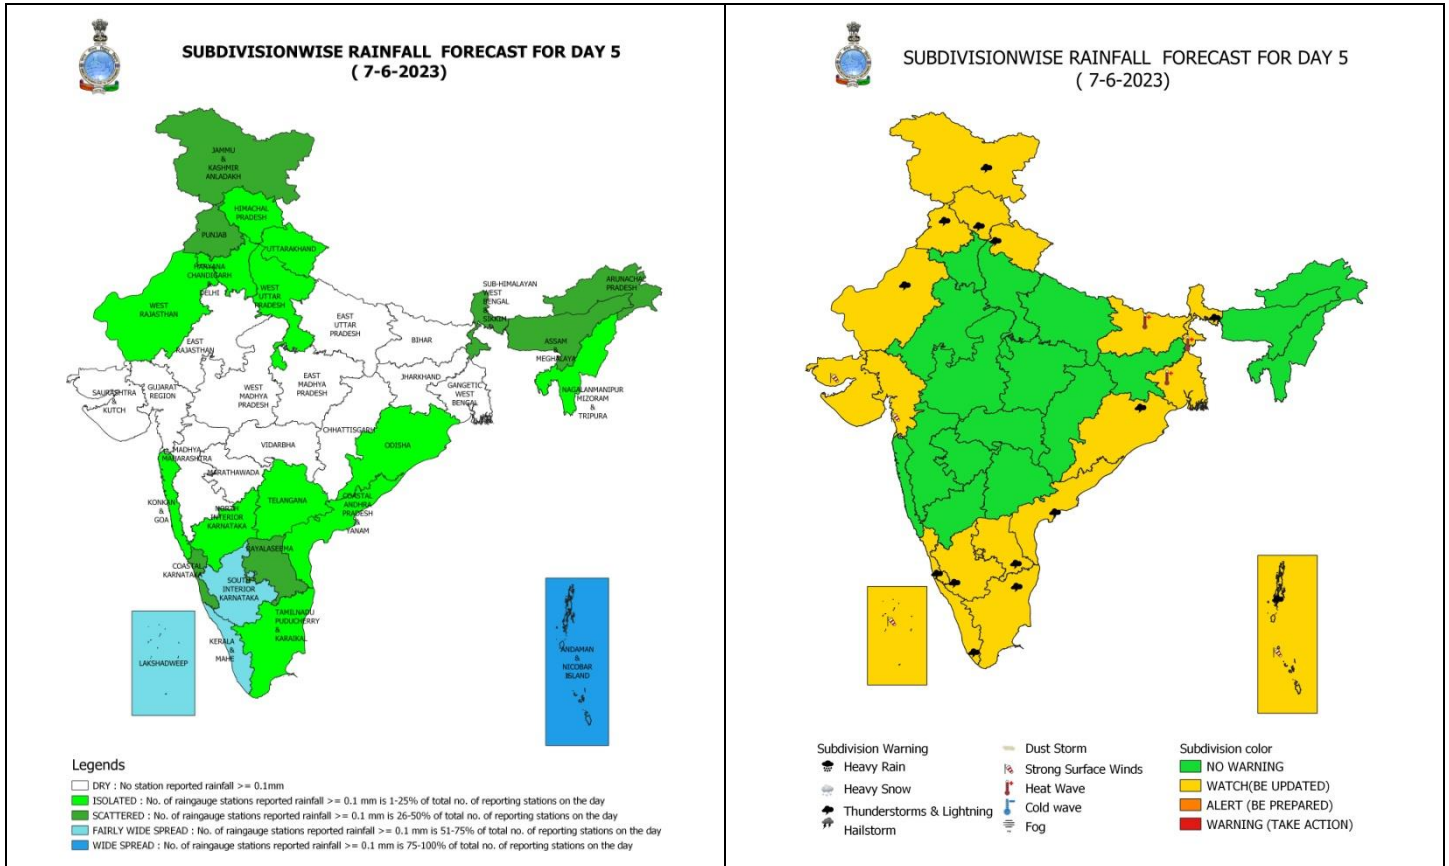 SUBDIVISIONWISE RAINFALL FORECAST FOR DAY 5
( 7-6-2023)
JAMMU
&
KASHMIR
ANLADAKH
HIMACHAL
PRADESH
PUNJAB
UTTARAKHAND
HARYANA
CHANDIGARH
&
DELHI
WEST
UTTAR
PRADESH
WEST
RAJASTHAN
EAST
RAJASTHAN
EAST
UTTAR
PRADESH
BIHAR
SUB-HIMALAYAN
WEST
BENGAL
&
SIKKIM
ARUNACHAL
PRADESH
ASSAM
&
MEGHALAYA
NAGALANMANIPUR
MIZORAM
&
TRIPURA
SAURASHTRA
&
KUTCH
GUJARAT
REGION
WEST
MADHYA
PRADESH
EAST
MADHYA
PRADESH
JHARKHAND
GANGETIC
WEST
BENGAL
CHHATTISGARH
ODISHA
VIDARBHA
MADHYA
MAHARASHTRA
MARATHAWADA
KONKAN
&
GOA
TELANGANA
NORTH
INTERIOR
KARNATAKA
COASTAL
ANDHRA
PRADESH
&
YANAM
RAYALASEEMA
COASTAL
KARNATAKA
SOUTH
INTERIOR
KARNATAKA
TAMILNADU
PUDUCHERRY
&
KARAIKAL
KERALA
&
MAHE
LAKSHADWEEP
ANDAMAN
&
NICOBAR
ISLAND
Legends
DRY : No station reported rainfall >= 0.1mm
ISOLATED : No. of raingauge stations reported rainfall >= 0.1 mm is 1-25% of total no. of reporting stations on the day
SCATTERED : No. of raingauge stations reported rainfall >= 0.1 mm is 26-50% of total no. of reporting stations on the day
FAIRLY WIDE SPREAD : No. of raingauge stations reported rainfall >= 0.1 mm is 51-75% of total no. of reporting stations on the day
WIDE SPREAD : No. of raingauge stations reported rainfall >= 0.1 mm is 75-100% of total no. of reporting stations on the day
SUBDIVISIONWISE RAINFALL FORECAST FOR DAY 5
( 7-6-2023)
Subdivision Warning
Heavy Rain
Heavy Snow
Thunderstorms & Lightning
Hailstorm
Dust Storm
Strong Surface Winds
Heat Wave
Cold wave
Fog
Subdivision color
NO WARNING
WATCH(BE UPDATED)
ALERT (BE PREPARED)
WARNING (TAKE ACTION)